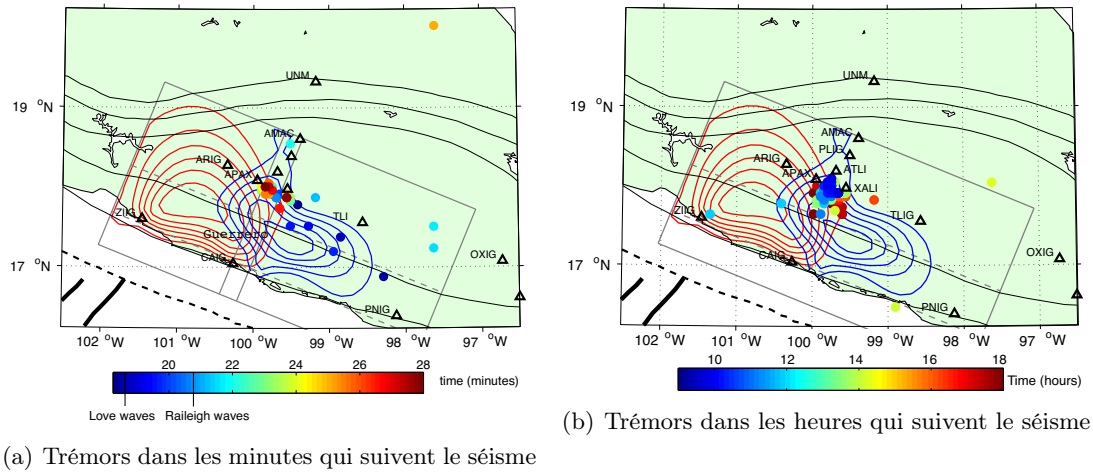 UNM
19 °N
AMAC
ARIG
APAX
ZIIG
TLI
Guerrero
CAIG
OXIG
17 °N
PNIG
102 °W 101 °W 100 °W 99 °W 98 °W 97 °W
20 22 24 26 28
time (minutes)
Love waves Raileigh waves
(a) Trémors dans les minutes qui suivent le séisme
UNM
19 °N
AMAC
PLIG
ARIG
ATLI
APAX
XALI
ZIIG
TLIG
CAIG
OXIG
17 °N
PNIG
102 °W 101 °W 100 °W 99 °W 98 °W 97 °W
10 12 14 16 18
Time (hours)
(b) Trémors dans les heures qui suivent le séisme